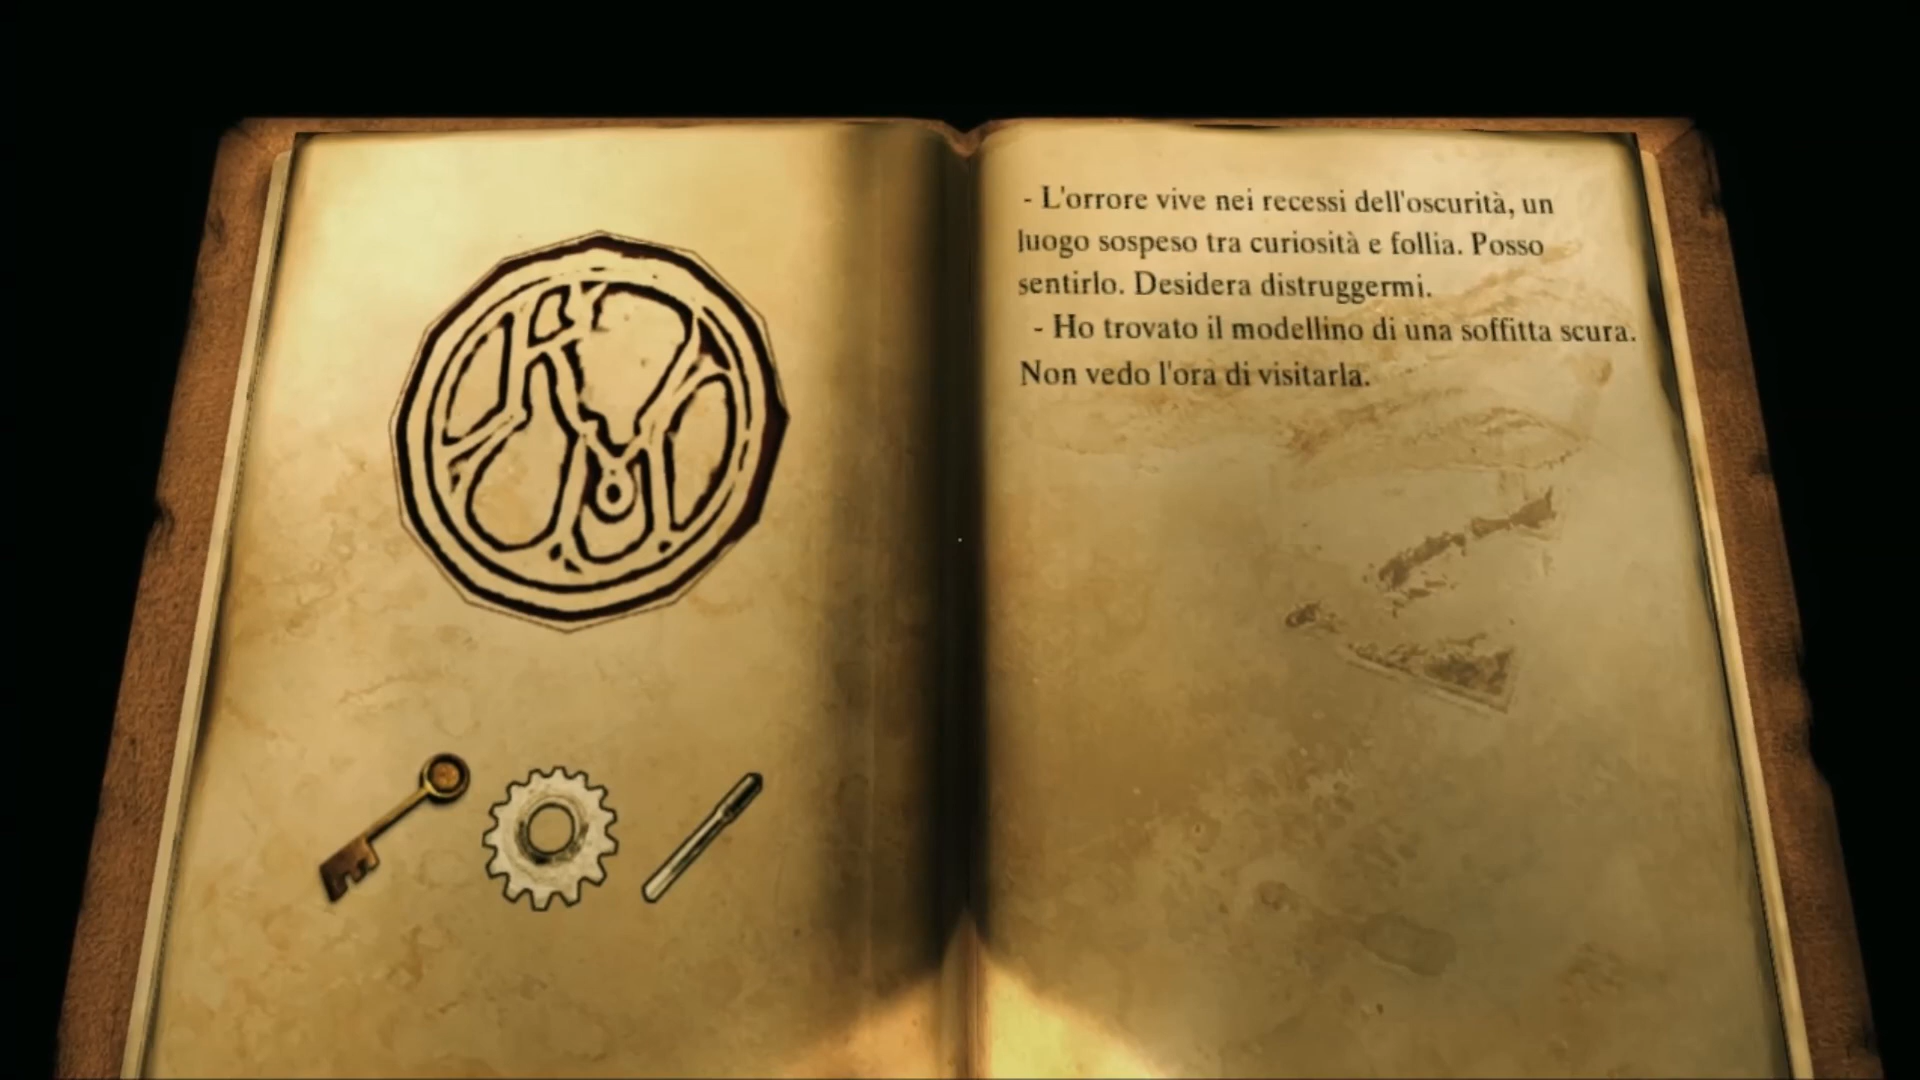 - L'orrore vive nei recessi dell'oscurità, un
luogo sospeso tra curiosità e follia. Posso
sentirlo. Desidera distruggermi.
- Ho trovato il modellino di una soffitta scura.
Non vedo l'ora di visitarla.